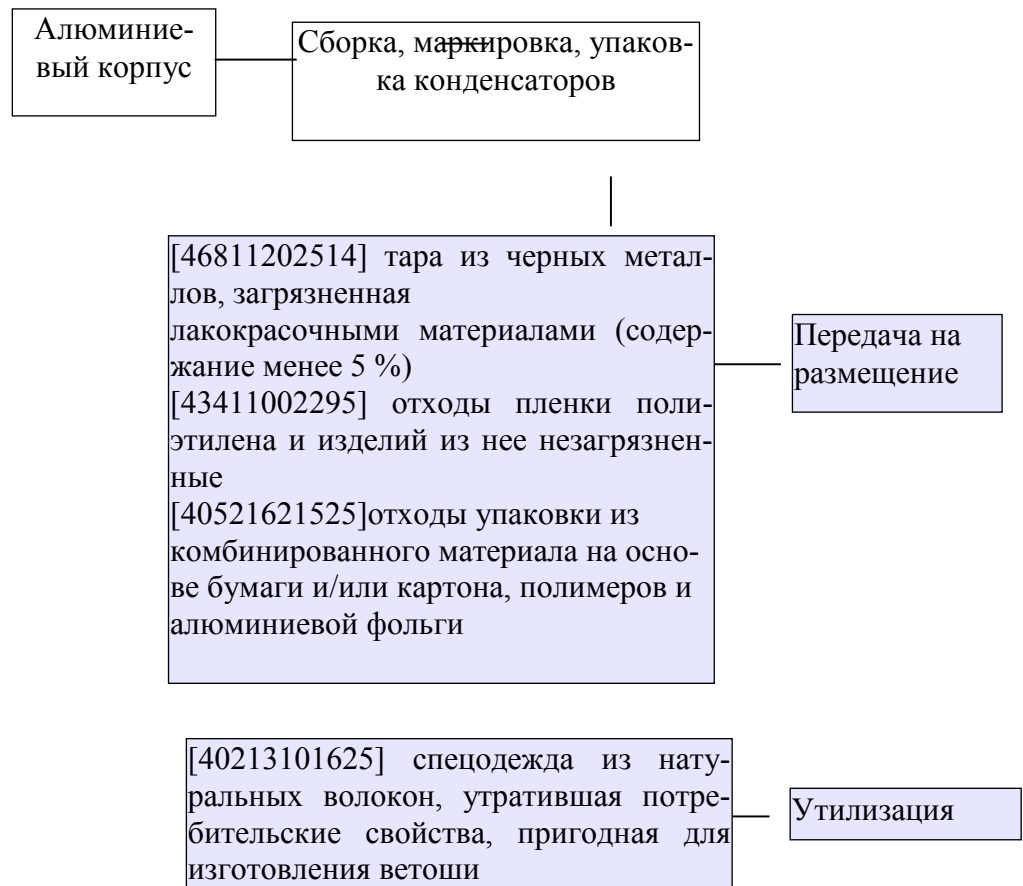 Алюминие-
вый корпус
Сборка, маркировка, упаков-
ка конденсаторов
[46811202514] тара из черных метал-
лов, загрязненная
лакокрасочными материалами (содер-
жание менее 5 %)
[43411002295] отходы пленки поли-
этилена и изделий из нее незагрязнен-
ные
[40521621525]отходы упаковки из
комбинированного материала на осно-
ве бумаги и/или картона, полимеров и
алюминиевой фольги
Передача на
размещение
[40213101625] спецодежда из нату-
ральных волокон, утратившая потре-
бительские свойства, пригодная для
изготовления ветоши
Утилизация